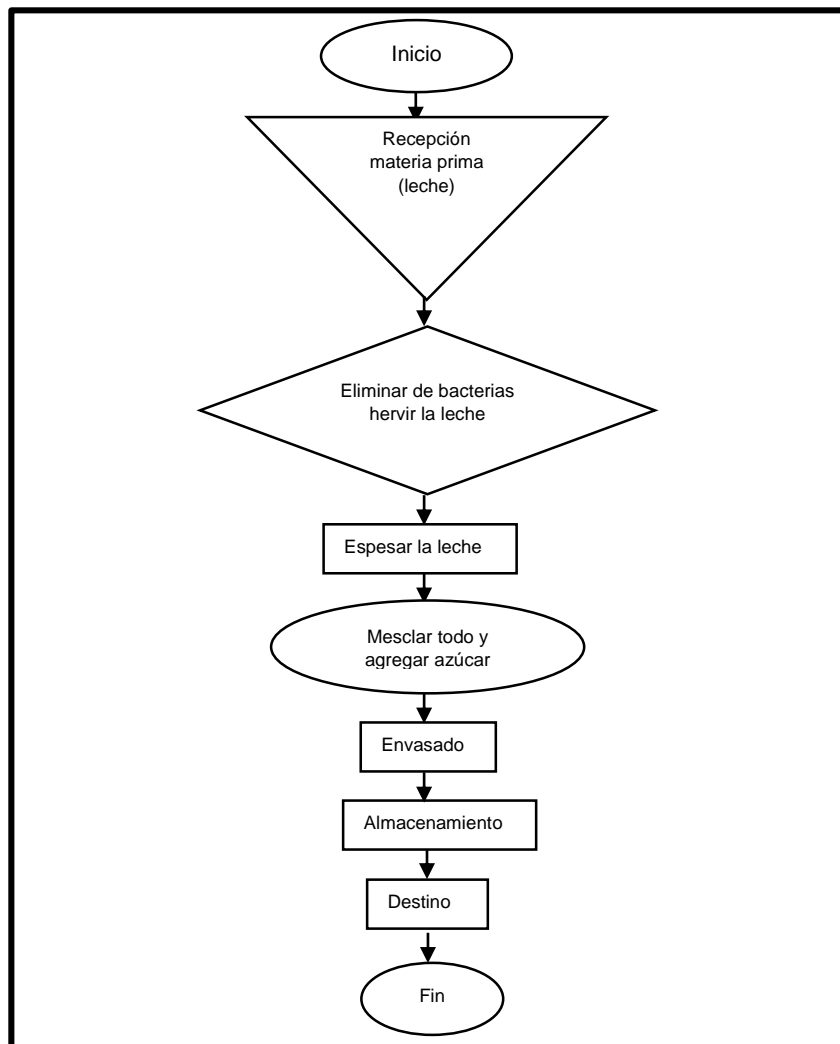 Inicio
Recepción
materia prima
(leche)
Eliminar de bacterias
hervir la leche
Espesar la leche
Mesclar todo y
agregar azúcar
Envasado
Almacenamiento
Destino
Fin